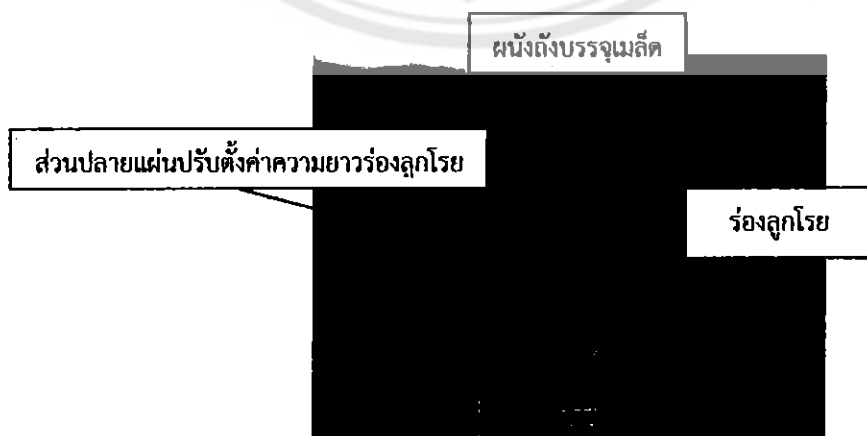 ผนังถังบรรจุเมล็ด
ส่วนปลายแผ่นปรับตั้งค่าความยาวร่องลูกโรย
ร่องลูกโรย